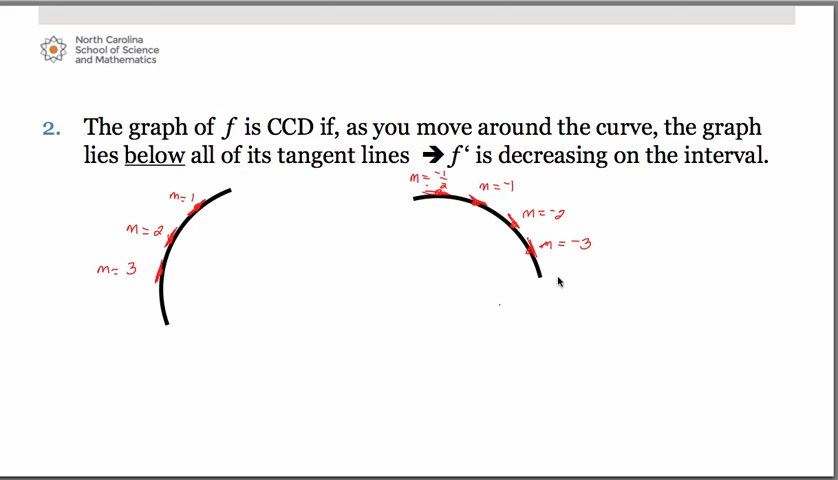 North Carolina
School of Science
and Mathematics
2. The graph of f is CCD if, as you move around the curve, the graph
lies below all of its tangent lines ➔ f‘ is decreasing on the interval.
m=1
m=2
m=3
m=-1/2
m=-1
m=-2
m=-3